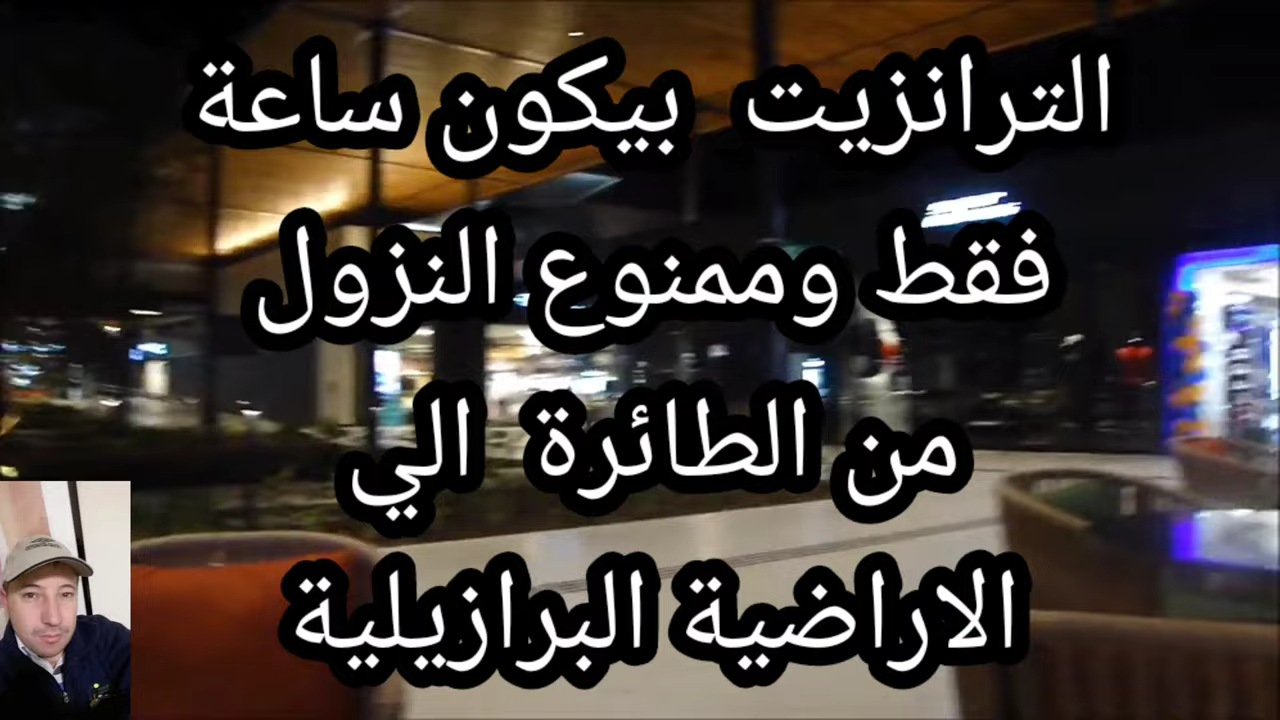 الترانزيت بيكون ساعة
فقط وممنوع النزول
من الطائرة الي
الاراضية البرازيلية